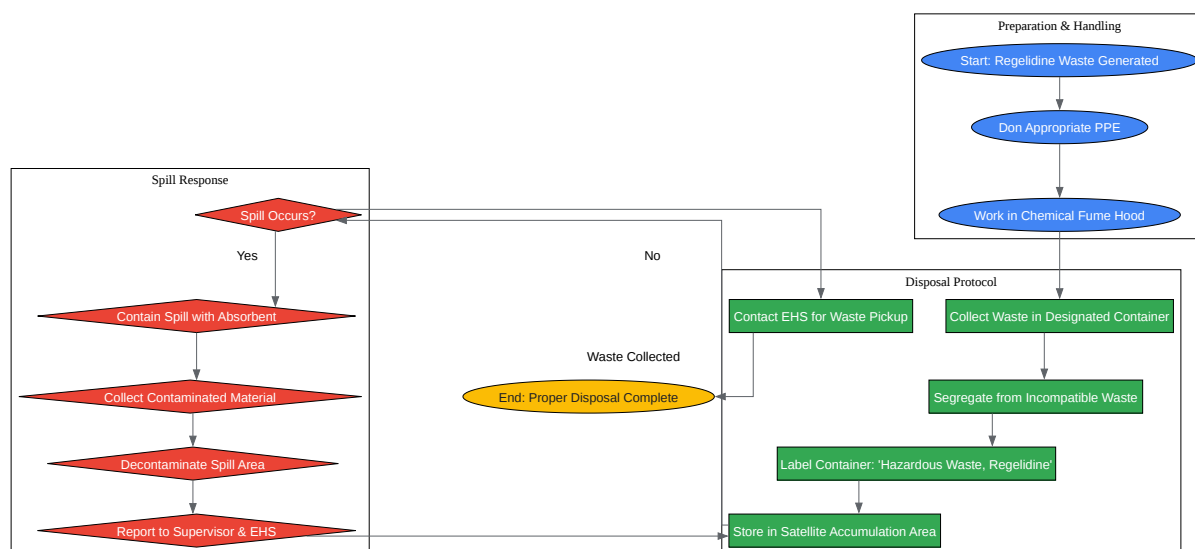 Preparation & Handling
Start: Regelidine Waste Generated
Don Appropriate PPE
Work in Chemical Fume Hood
Spill Response
Spill Occurs?
Yes
No
Contain Spill with Absorbent
Collect Contaminated Material
Decontaminate Spill Area
Report to Supervisor & EHS
Disposal Protocol
Contact EHS for Waste Pickup
Collect Waste in Designated Container
Waste Collected
End: Proper Disposal Complete
Segregate from Incompatible Waste
Label Container: 'Hazardous Waste, Regelidine'
Store in Satellite Accumulation Area